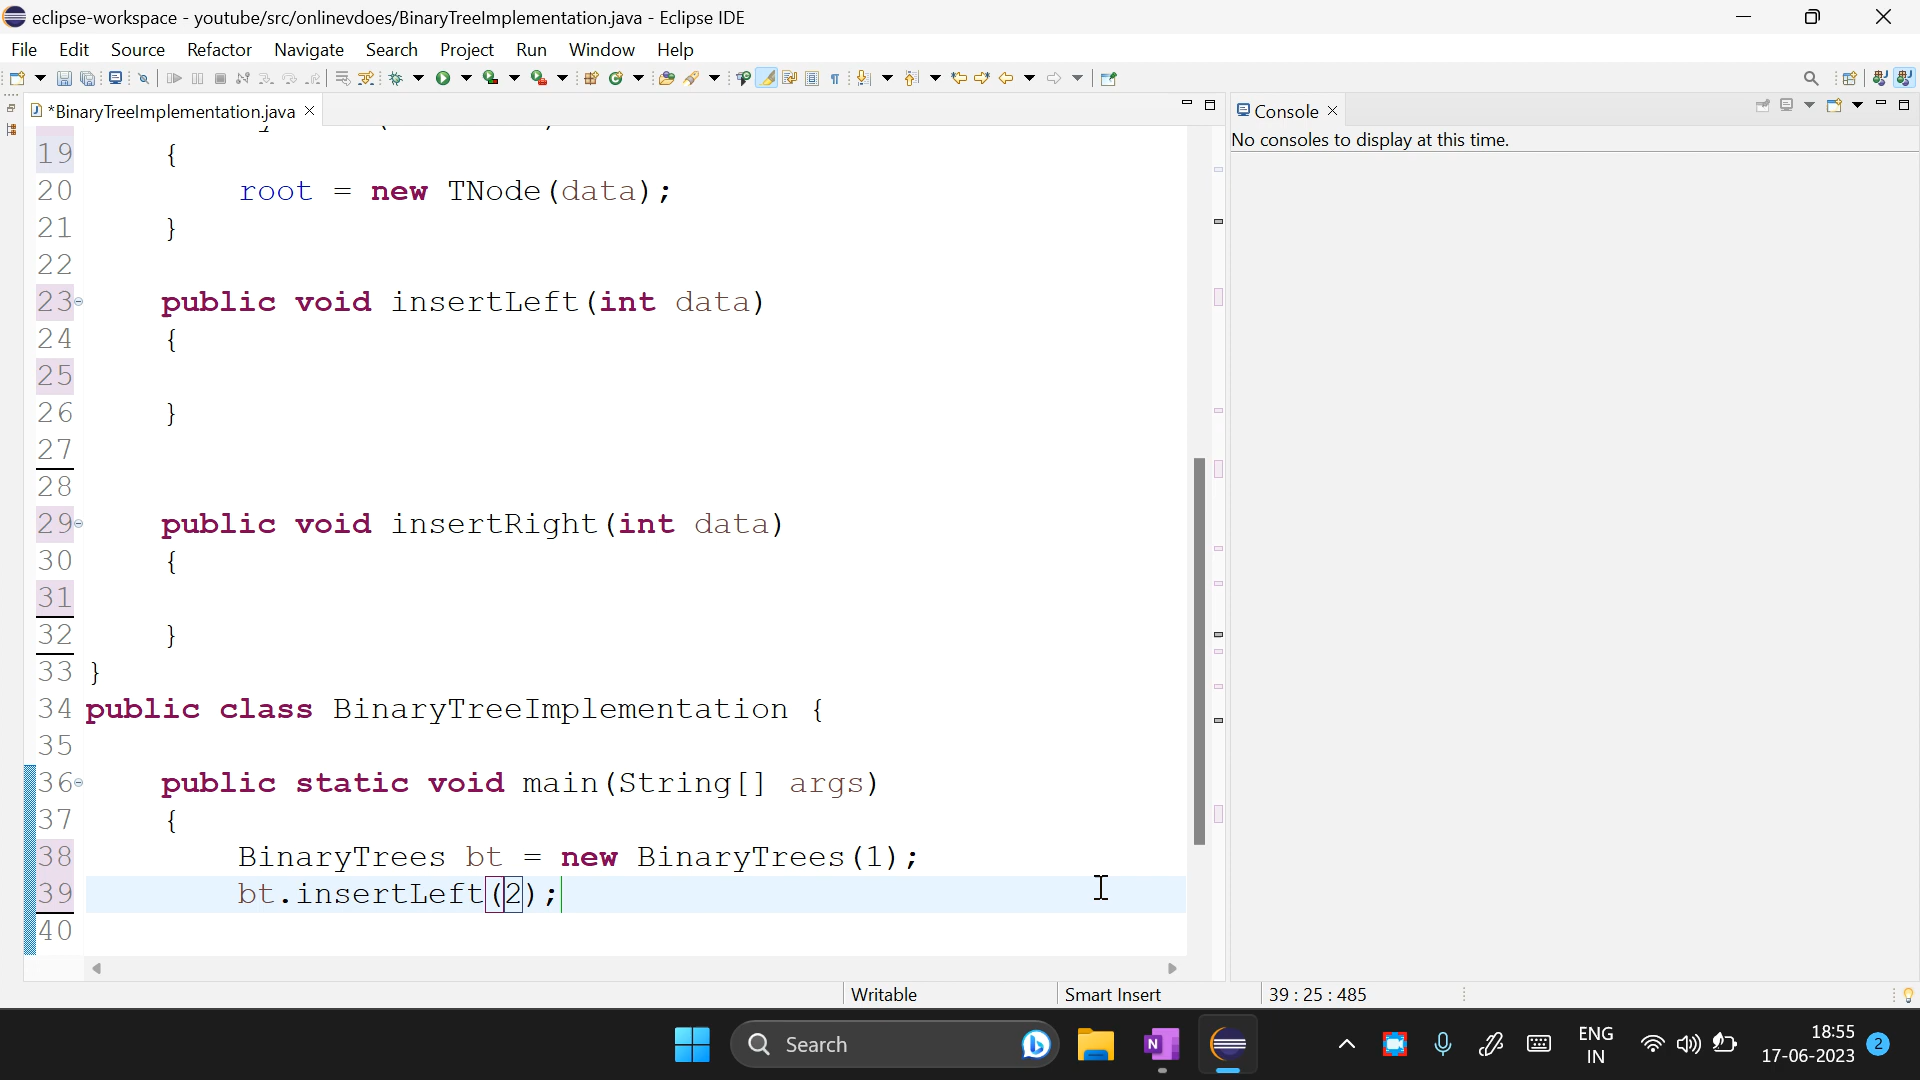 eclipse-workspace - youtube/src/onlinevdoes/BinaryTreeImplementation.java - Eclipse IDE
File Edit Source Refactor Navigate Search Project Run Window Help
*BinaryTreeImplementation.java
Console
No consoles to display at this time.
19 {
20 root = new TNode(data);
21 }
22
23 public void insertLeft(int data)
24 {
25
26 }
27
28
29 public void insertRight(int data)
30 {
31
32 }
33 }
34 public class BinaryTreeImplementation {
35
36 public static void main(String[] args)
37 {
38 BinaryTrees bt = new BinaryTrees(1);
39 bt.insertLeft(2);
40
Writable Smart Insert 39 : 25 : 485
Search
ENG
IN
18:55
17-06-2023
2